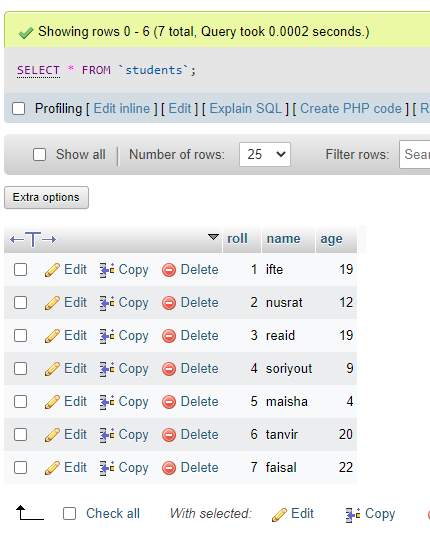 Showing rows 0 - 6 (7 total, Query took 0.0002 seconds.)
SELECT * FROM `students`;
Profiling [ Edit inline ] [ Edit ] [ Explain SQL ] [ Create PHP code ] [
Show all Number of rows: 25 Filter rows:
Extra options
roll name age
Edit Copy Delete 1 ifte 19
Edit Copy Delete 2 nusrat 12
Edit Copy Delete 3 reaid 19
Edit Copy Delete 4 soriyout 9
Edit Copy Delete 5 maisha 4
Edit Copy Delete 6 tanvir 20
Edit Copy Delete 7 faisal 22
Check all With selected: Edit Copy